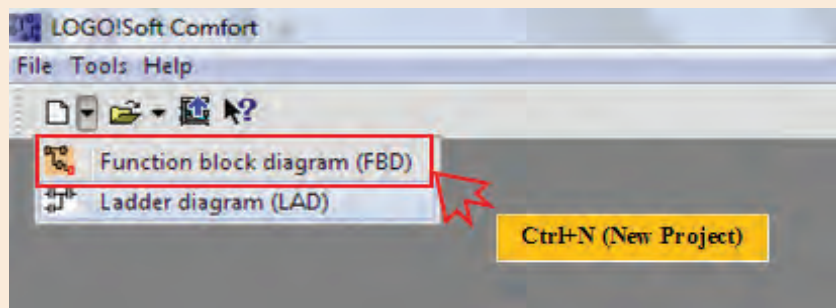 LOGO!Soft Comfort
File Tools Help
Function block diagram (FBD)
Ladder diagram (LAD)
Ctrl+N (New Project)